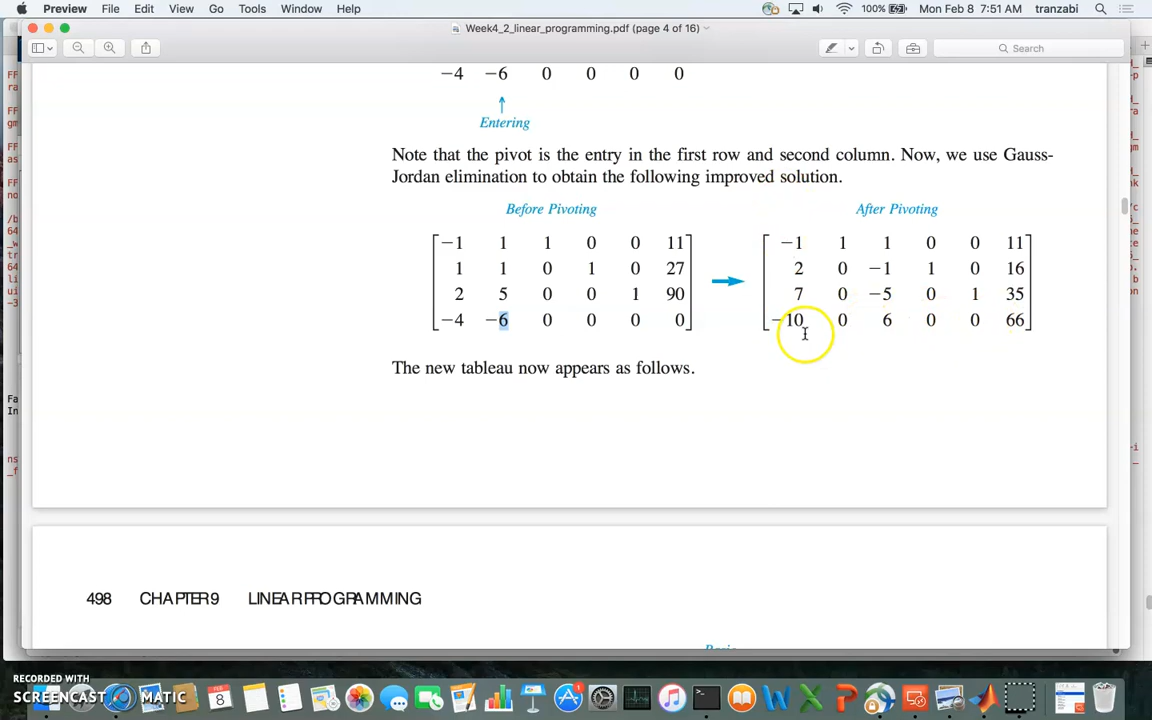 Preview File Edit View Go Tools Window Help 100% Mon Feb 8 7:51 AM tranzabi
Week4_2_linear_programming.pdf (page 4 of 16)
Search
−4 −6 0 0 0 0
↑
Entering
Note that the pivot is the entry in the first row and second column. Now, we use Gauss-
Jordan elimination to obtain the following improved solution.
Before Pivoting After Pivoting
−1 1 1 0 0 11 −1 1 1 0 0 11
1 1 0 1 0 27 2 0 −1 1 0 16
2 5 0 0 1 90 7 0 −5 0 1 35
−4 −6 0 0 0 0 −10 0 6 0 0 66
The new tableau now appears as follows.
498 CHAPTER 9 LINEAR PROGRAMMING
RECORDED WITH
SCREENCAST MATIC